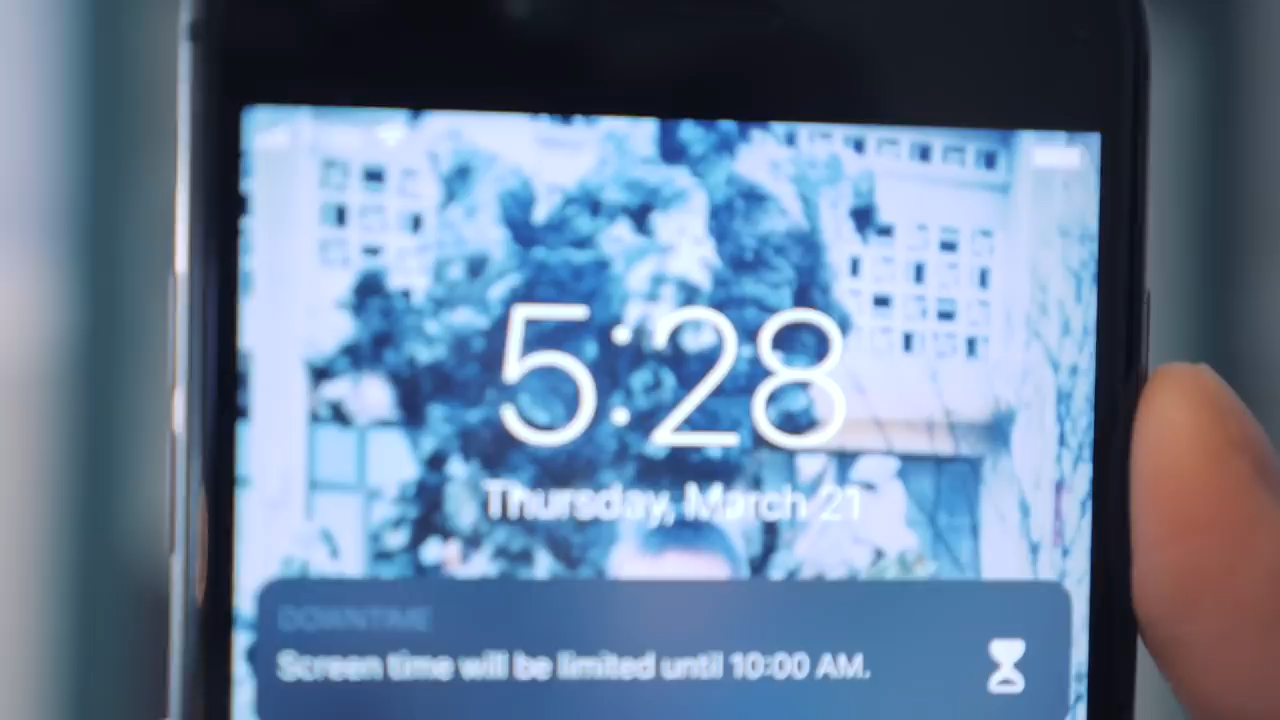 5:28
Thursday, March 21
DOWNTIME
Screen time will be limited until 10:00 AM.